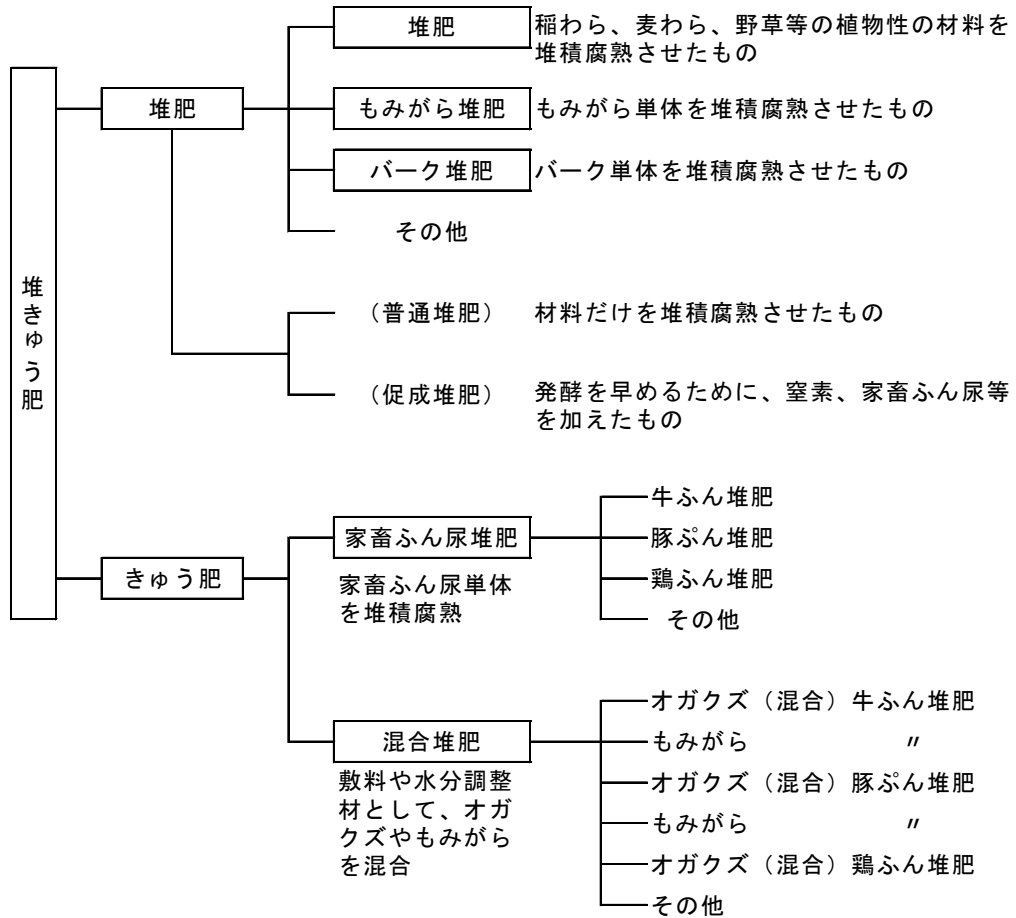 堆きゅう肥
堆肥
堆肥
稲わら、麦わら、野草等の植物性の材料を
堆積腐熟させたもの
もみがら堆肥
もみがら単体を堆積腐熟させたもの
バーク堆肥
バーク単体を堆積腐熟させたもの
その他
(普通堆肥)
材料だけを堆積腐熟させたもの
(促成堆肥)
発酵を早めるために、窒素、家畜ふん尿等
を加えたもの
きゅう肥
家畜ふん尿堆肥
家畜ふん尿単体
を堆積腐熟
牛ふん堆肥
豚ぷん堆肥
鶏ふん堆肥
その他
混合堆肥
敷料や水分調整
材として、オガ
クズやもみがら
を混合
オガクズ(混合)牛ふん堆肥
もみがら 〃
オガクズ(混合)豚ぷん堆肥
もみがら 〃
オガクズ(混合)鶏ふん堆肥
その他